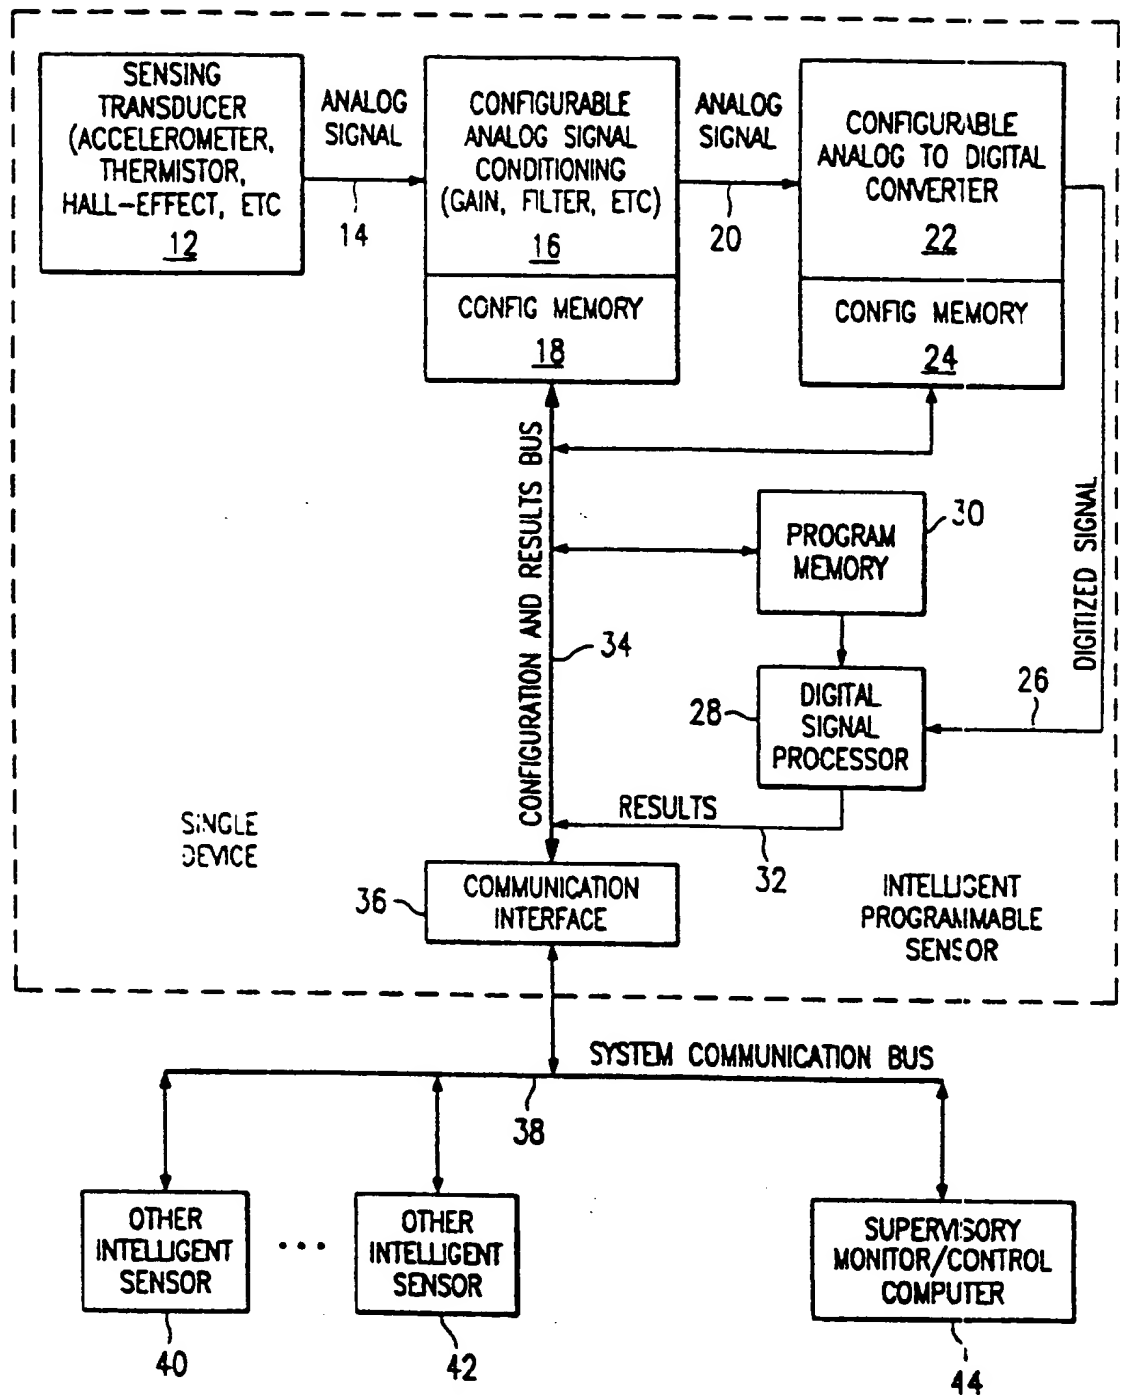 SENSING
TRANSDUCER
(ACCELEROMETER,
THERMISTOR,
HALL-EFFECT, ETC
12
ANALOG
SIGNAL
14
CONFIGURABLE
ANALOG SIGNAL
CONDITIONING
(GAIN, FILTER, ETC)
16
CONFIG MEMORY
18
ANALOG
SIGNAL
20
CONFIGURABLE
ANALOG TO DIGITAL
CONVERTER
22
CONFIG MEMORY
24
CONFIGURATION AND RESULTS BUS
34
PROGRAM
MEMORY
30
DIGITIZED SIGNAL
26
DIGITAL
SIGNAL
PROCESSOR
28
RESULTS
32
SINGLE
DEVICE
COMMUNICATION
INTERFACE
36
INTELLIGENT
PROGRAMMABLE
SENSOR
SYSTEM COMMUNICATION BUS
38
OTHER
INTELLIGENT
SENSOR
40
• • •
OTHER
INTELLIGENT
SENSOR
42
SUPERVISORY
MONITOR/CONTROL
COMPUTER
44